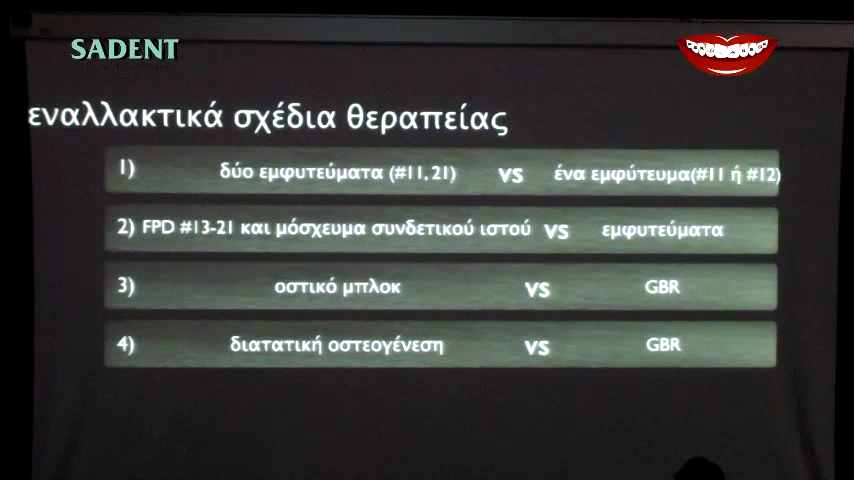 SADENT
εναλλακτικά σχέδια θεραπείας
1) δύο εμφυτεύματα (#11, 21) vs ένα εμφύτευμα(#11 ή #12)
2) FPD #13-21 και μόσχευμα συνδετικού ιστού vs εμφυτεύματα
3) οστικό μπλοκ vs GBR
4) διατατική οστεογένεση vs GBR